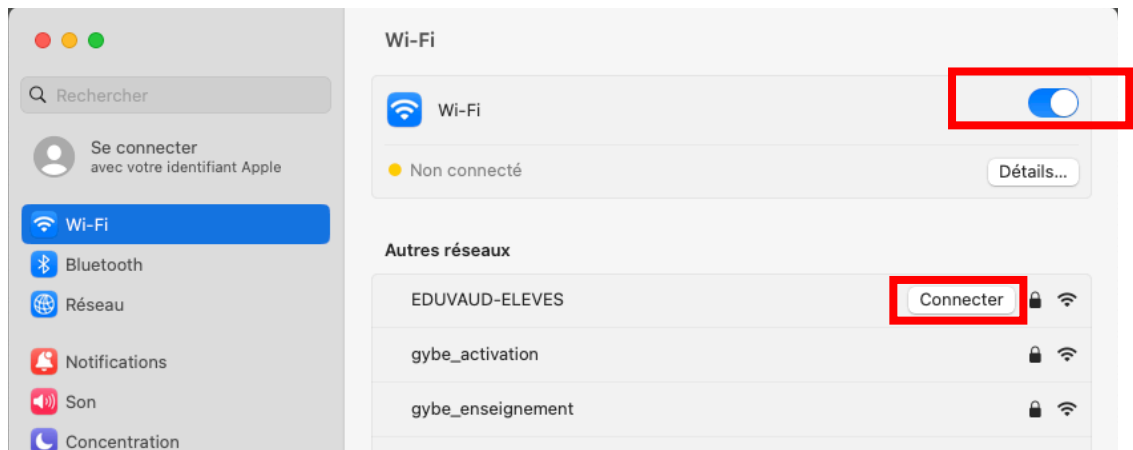 Wi-Fi
Rechercher
Se connecter
avec votre identifiant Apple
Wi-Fi
Bluetooth
Réseau
Notifications
Son
Concentration
Wi-Fi
Non connecté
Détails...
Autres réseaux
EDUVAUD-ELEVES
Connecter
gybe_activation
gybe_enseignement